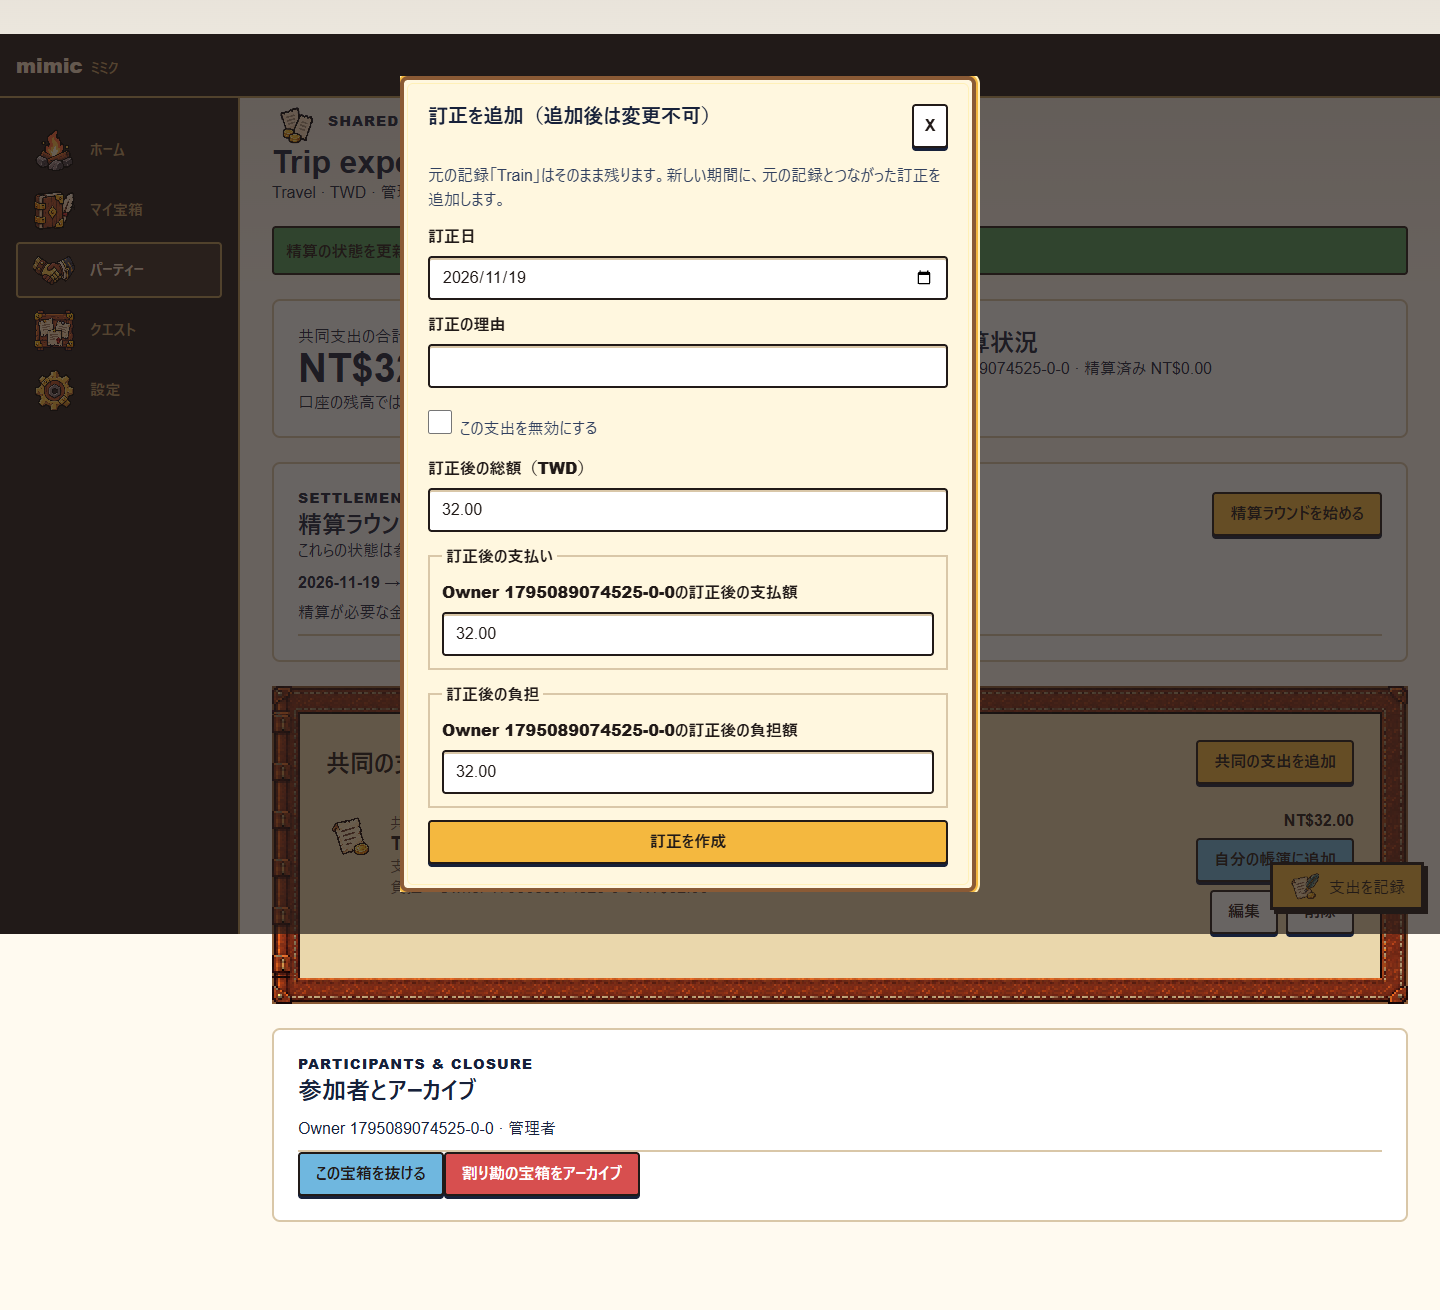 mimic ミミク
ホーム
マイ宝箱
パーティー
クエスト
設定
SHARED
Trip expe
Travel · TWD · 管
精算の状態を更新
共同支出の合計
NT$32
口座の残高では
算状況
9074525-0-0 · 精算済み NT$0.00
SETTLEMEN
精算ラウン
これらの状態は
2026-11-19 →
精算が必要な金
精算ラウンドを始める
訂正を追加（追加後は変更不可）
X
元の記録「Train」はそのまま残ります。新しい期間に、元の記録とつながった訂正を
追加します。
訂正日
2026/11/19
訂正の理由
この支出を無効にする
訂正後の総額（TWD）
32.00
訂正後の支払い
Owner 1795089074525-0-0の訂正後の支払額
32.00
訂正後の負担
Owner 1795089074525-0-0の訂正後の負担額
32.00
訂正を作成
共同の
共同の支出を追加
NT$32.00
自分の帳簿に追加
支出を記録
編集
削除
PARTICIPANTS & CLOSURE
参加者とアーカイブ
Owner 1795089074525-0-0 · 管理者
この宝箱を抜ける
割り勘の宝箱をアーカイブ